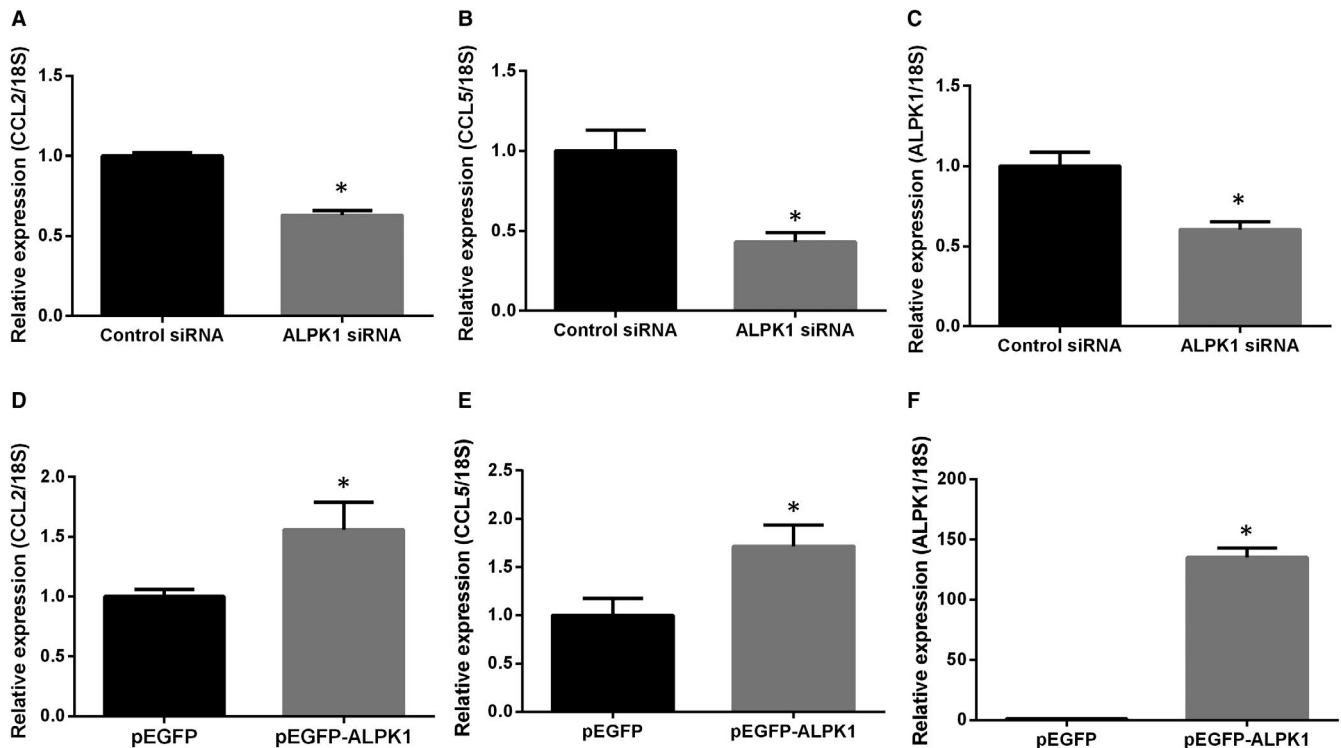 A
Relative expression (CCL2/18S)
1.5
1.0
0.5
0.0
*
Control siRNA
ALPK1 siRNA
B
Relative expression (CCL5/18S)
1.5
1.0
0.5
0.0
*
Control siRNA
ALPK1 siRNA
C
Relative expression (ALPK1/18S)
1.5
1.0
0.5
0.0
*
Control siRNA
ALPK1 siRNA
D
Relative expression (CCL2/18S)
2.0
1.5
1.0
0.5
0.0
*
pEGFP
pEGFP-ALPK1
E
Relative expression (CCL5/18S)
2.5
2.0
1.5
1.0
0.5
0.0
*
pEGFP
pEGFP-ALPK1
F
Relative expression (ALPK1/18S)
200
150
100
50
0
*
pEGFP
pEGFP-ALPK1